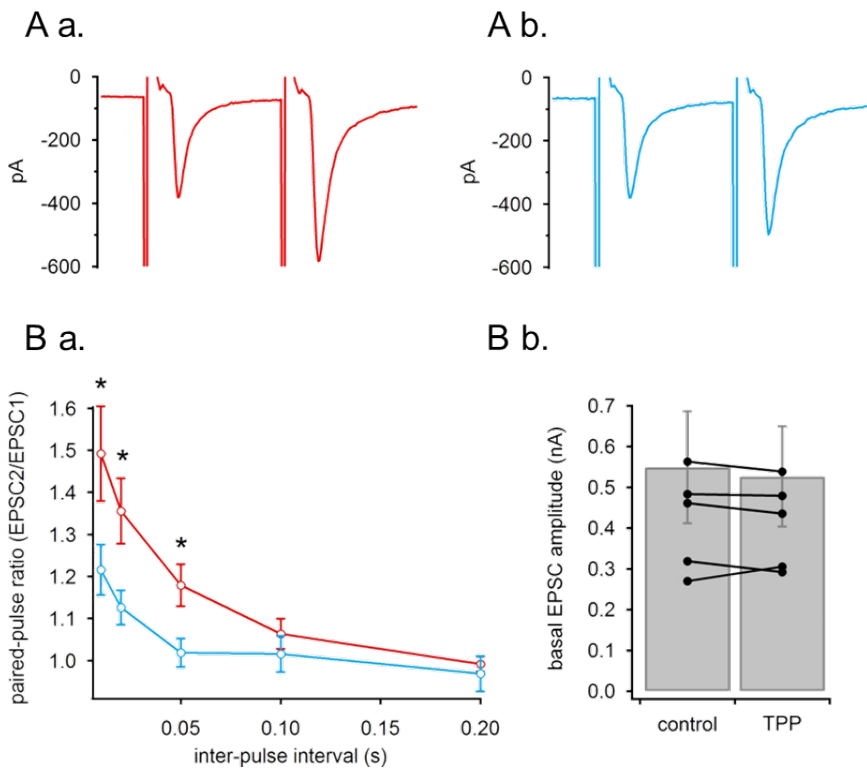 A a.
A b.
0
-200
-400
-600
pA
0
-200
-400
-600
pA
B a.
B b.
*
*
*
1.6
1.5
1.4
1.3
1.2
1.1
1.0
paired-pulse ratio (EPSC2/EPSC1)
0.05
0.10
0.15
0.20
inter-pulse interval (s)
0.7
0.6
0.5
0.4
0.3
0.2
0.1
0.0
basal EPSC amplitude (nA)
control
TPP